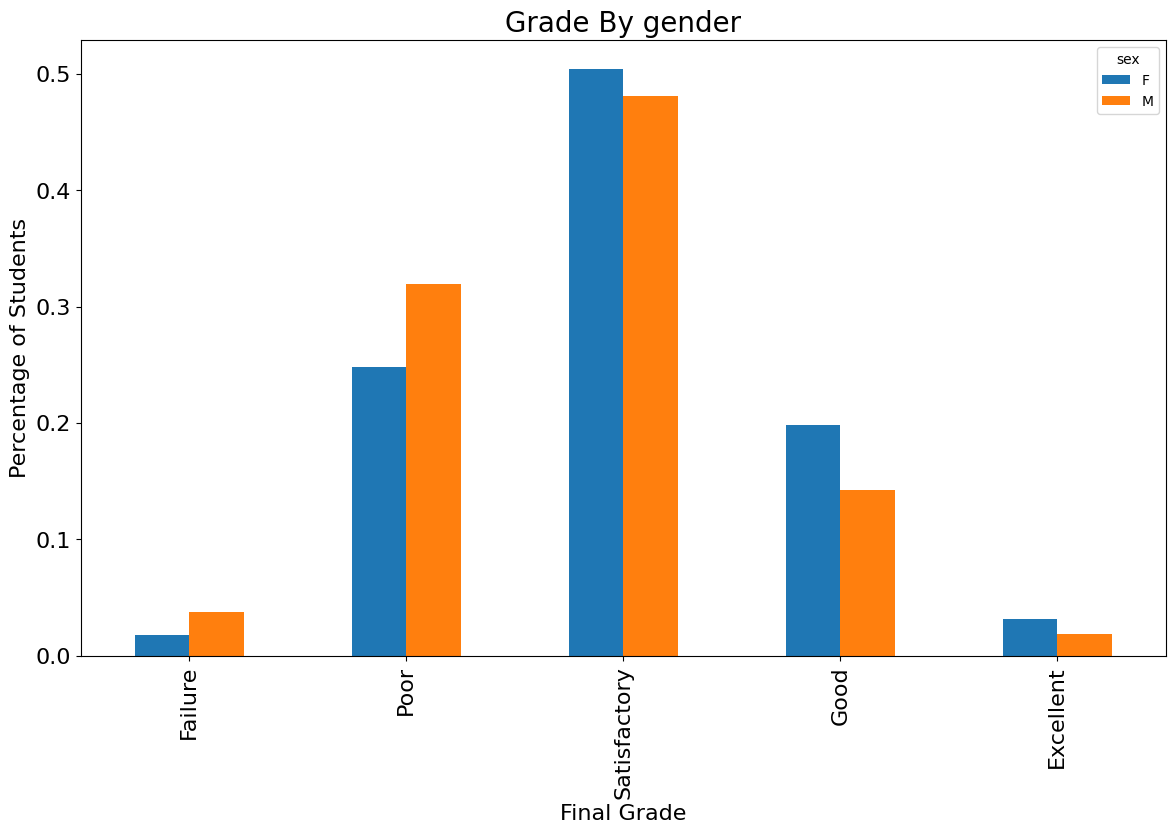 Grade By gender
sex
F
M
Percentage of Students
0.5
0.4
0.3
0.2
0.1
0.0
Failure
Poor
Satisfactory
Good
Excellent
Final Grade